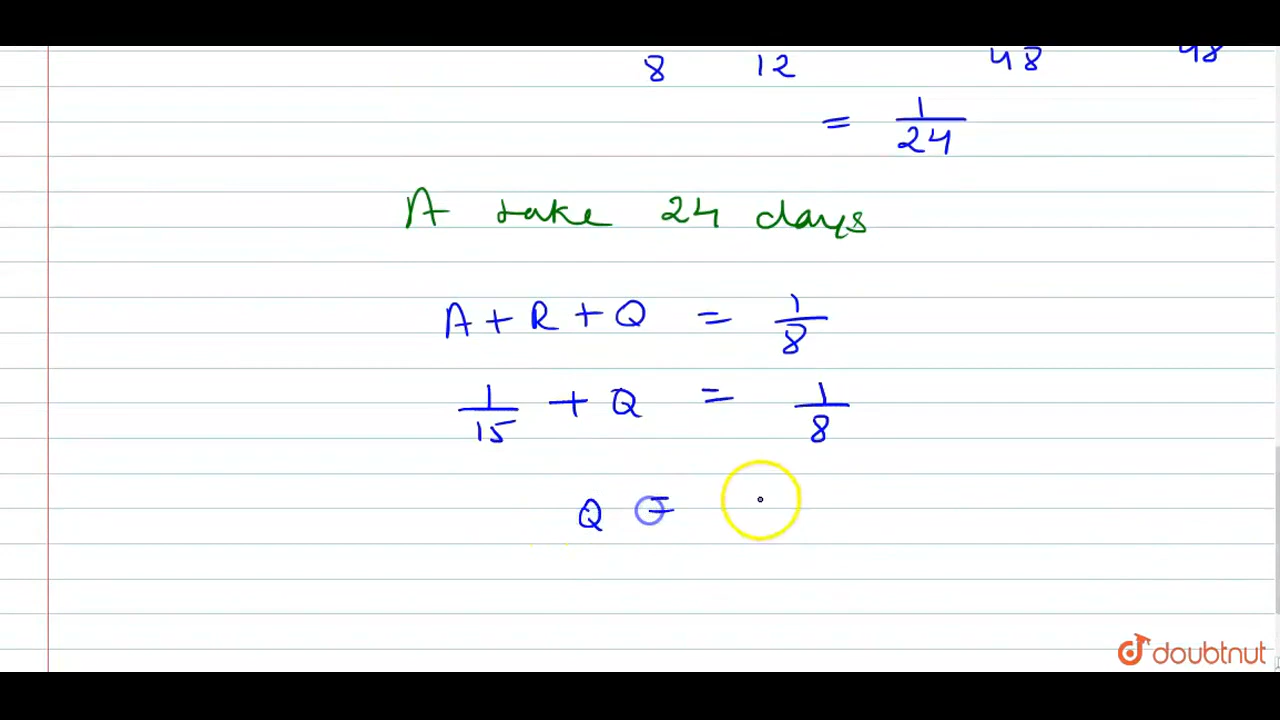 8 12 48 48
= 1/24
A take 24 days
A + R + Q = 1/8
1/15 + Q = 1/8
Q =
doubtnut